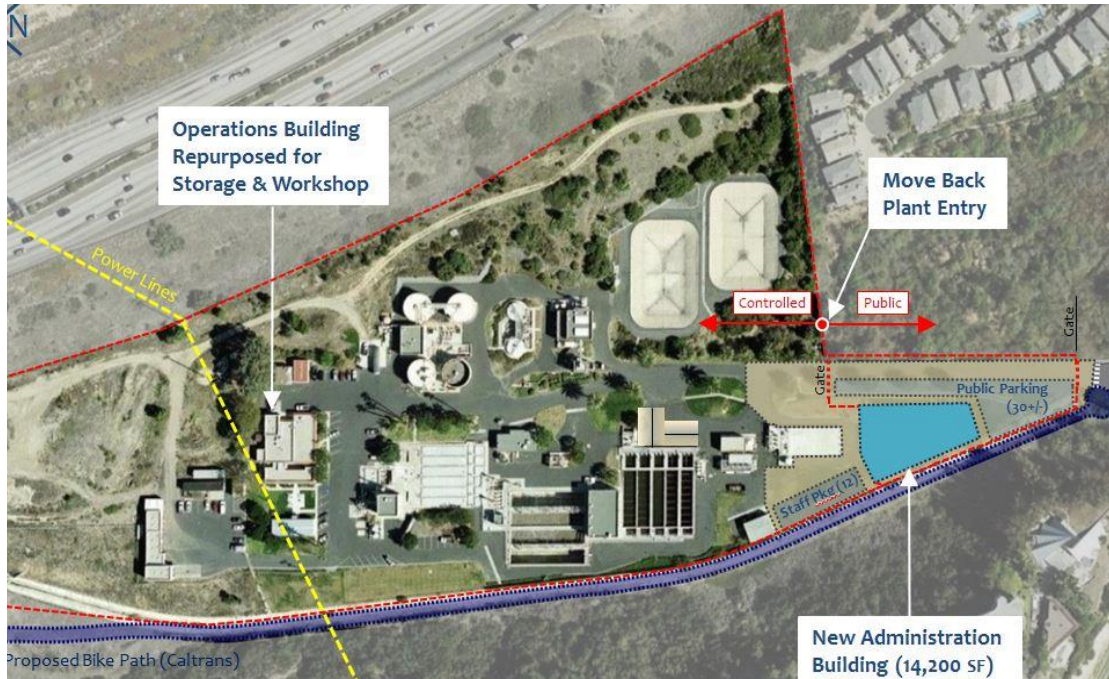 N
Operations Building
Repurposed for
Storage & Workshop
Power Lines
Move Back
Plant Entry
Controlled
Public
Gate
Gate
Public Parking
(30+/-)
Staff Pkg (12)
New Administration
Building (14,200 SF)
Proposed Bike Path (Caltrans)